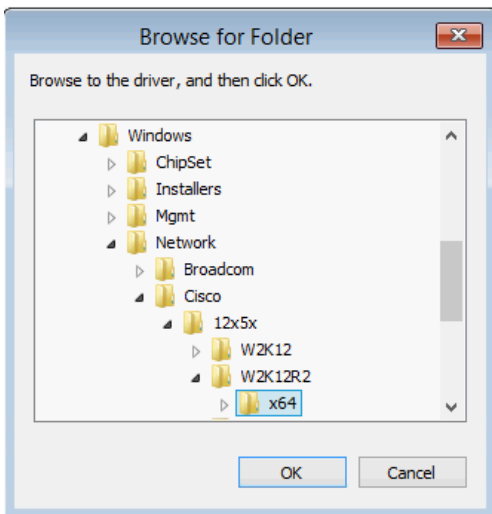 Browse for Folder
Browse to the driver, and then click OK.
Windows
ChipSet
Installers
Mgmt
Network
Broadcom
Cisco
12x5x
W2K12
W2K12R2
x64
OK Cancel